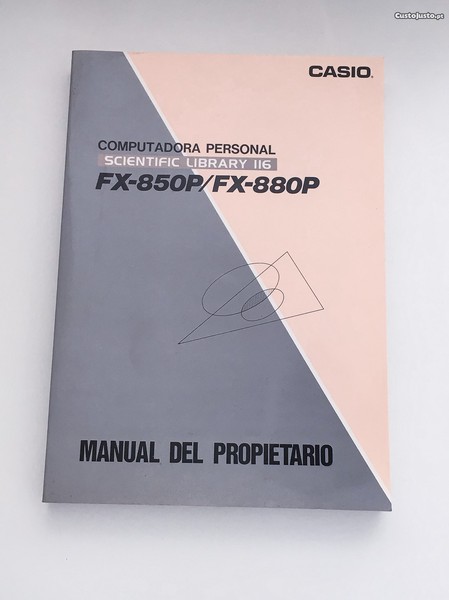 CustoJusto.pt
CASIO.
COMPUTADORA PERSONAL
SCIENTIFIC LIBRARY 116
FX-850P/FX-880P
MANUAL DEL PROPIETARIO